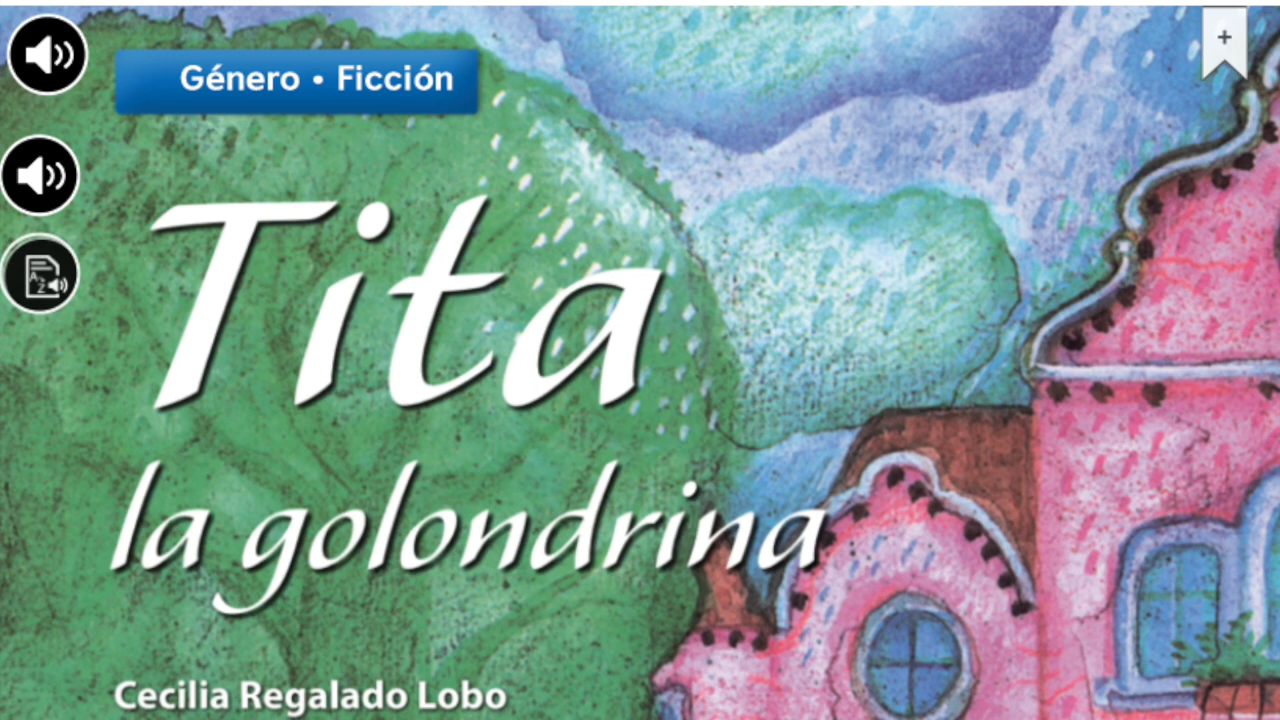 Género • Ficción
Tita
la golondrina
Cecilia Regalado Lobo